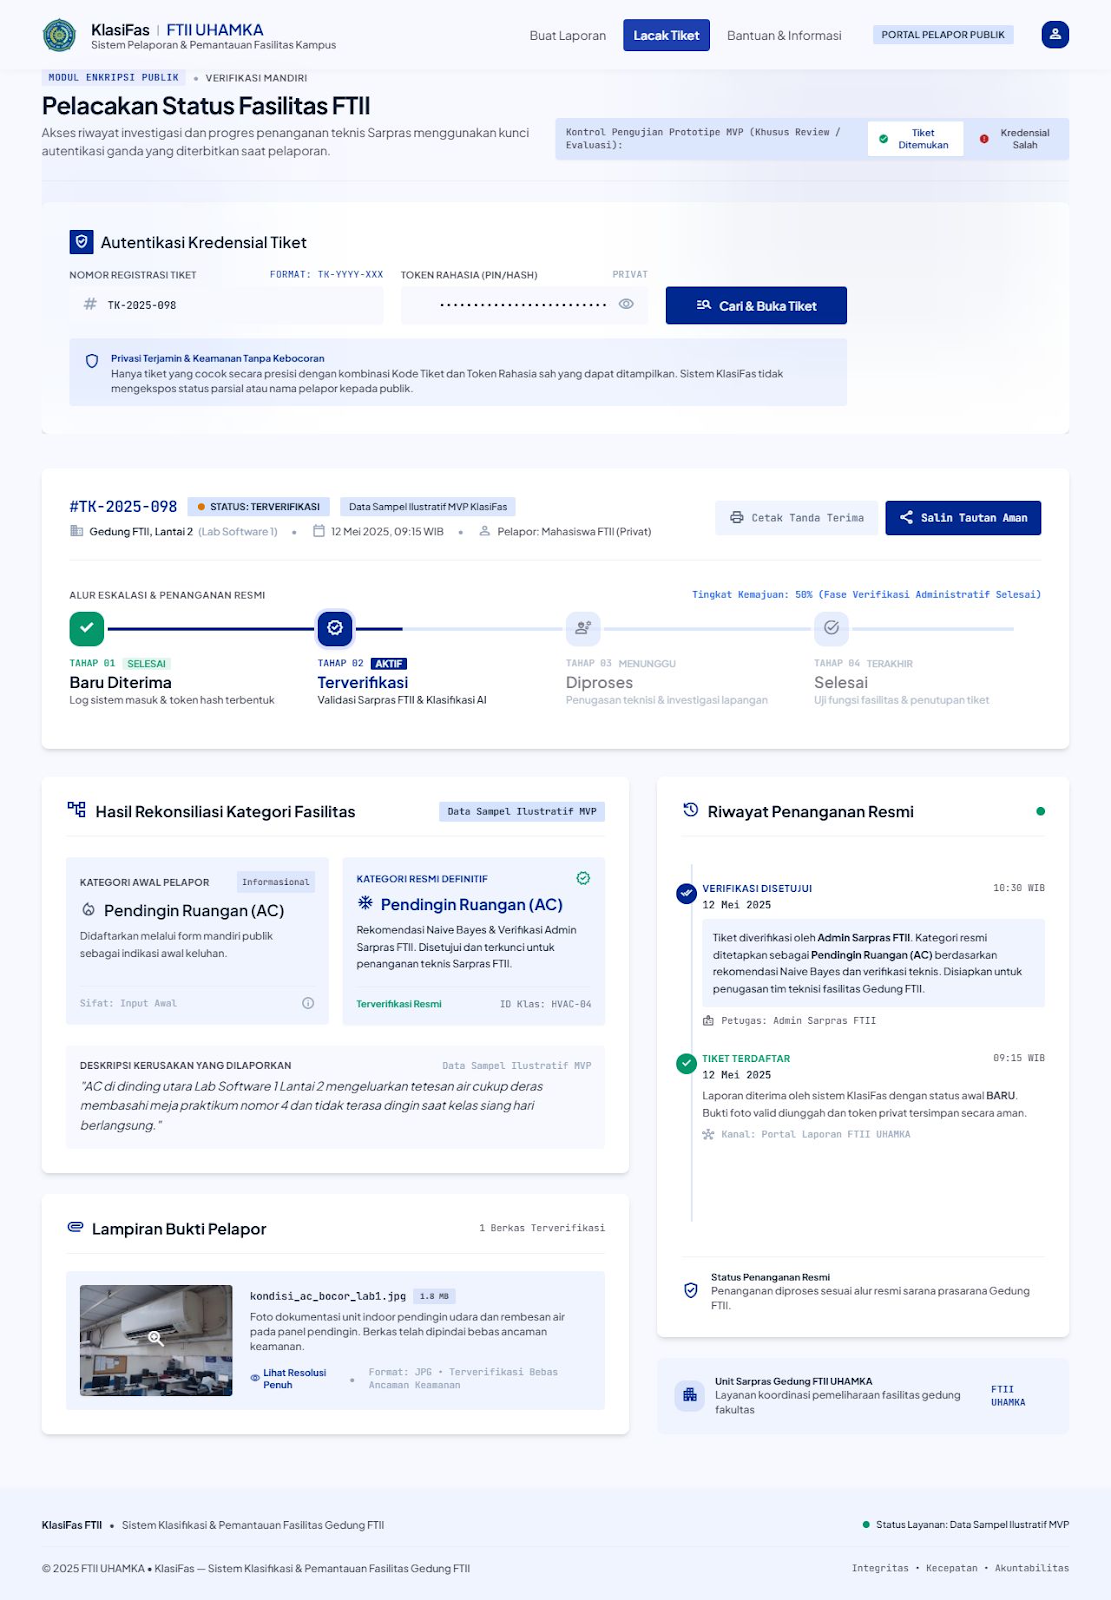 KlasiFas | FTII UHAMKA
Sistem Pelaporan & Pemantauan Fasilitas Kampus
Buat Laporan
Lacak Tiket
Bantuan & Informasi
PORTAL PELAPOR PUBLIK
MODUL ENKRIPSI PUBLIK • VERIFIKASI MANDIRI
Pelacakan Status Fasilitas FTII
Akses riwayat investigasi dan progres penanganan teknis Sarpras menggunakan kunci
autentikasi ganda yang diterbitkan saat pelaporan.
Kontrol Pengujian Prototipe MVP (Khusus Review /
Evaluasi):
Tiket
Ditemukan
Kredensial
Salah
Autentikasi Kredensial Tiket
NOMOR REGISTRASI TIKET
FORMAT: TK-YYYY-XXX
TOKEN RAHASIA (PIN/HASH)
PRIVAT
# TK-2025-098
••••••••••••••••••••••••
Cari & Buka Tiket
Privasi Terjamin & Keamanan Tanpa Kebocoran
Hanya tiket yang cocok secara presisi dengan kombinasi Kode Tiket dan Token Rahasia sah yang dapat ditampilkan. Sistem KlasiFas tidak
mengekspos status parsial atau nama pelapor kepada publik.
#TK-2025-098
STATUS: TERVERIFIKASI
Data Sampel Ilustratif MVP KlasiFas
Gedung FTII, Lantai 2 (Lab Software 1) • 12 Mei 2025, 09:15 WIB • Pelapor: Mahasiswa FTII (Privat)
Cetak Tanda Terima
Salin Tautan Aman
ALUR ESKALASI & PENANGANAN RESMI
Tingkat Kemajuan: 50% (Fase Verifikasi Administratif Selesai)
TAHAP 01 SELESAI
Baru Diterima
Log sistem masuk & token hash terbentuk
TAHAP 02 AKTIF
Terverifikasi
Validasi Sarpras FTII & Klasifikasi AI
TAHAP 03 MENUNGGU
Diproses
Penugasan teknisi & investigasi lapangan
TAHAP 04 TERAKHIR
Selesai
Uji fungsi fasilitas & penutupan tiket
Hasil Rekonsiliasi Kategori Fasilitas
Data Sampel Ilustratif MVP
KATEGORI AWAL PELAPOR
Informasional
Pendingin Ruangan (AC)
Didaftarkan melalui form mandiri publik
sebagai indikasi awal keluhan.
Sifat: Input Awal
KATEGORI RESMI DEFINITIF
Pendingin Ruangan (AC)
Rekomendasi Naive Bayes & Verifikasi Admin
Sarpras FTII. Disetujui dan terkunci untuk
penanganan teknis Sarpras FTII.
Terverifikasi Resmi
ID Klas: HVAC-04
DESKRIPSI KERUSAKAN YANG DILAPORKAN
Data Sampel Ilustratif MVP
"AC di dinding utara Lab Software 1 Lantai 2 mengeluarkan tetesan air cukup deras
membasahi meja praktikum nomor 4 dan tidak terasa dingin saat kelas siang hari
berlangsung."
Lampiran Bukti Pelapor
1 Berkas Terverifikasi
kondisi_ac_bocor_lab1.jpg
1.8 MB
Foto dokumentasi unit indoor pendingin udara dan rembesan air
pada panel pendingin. Berkas telah dipindai bebas ancaman
keamanan.
Lihat Resolusi
Penuh
•
Format: JPG • Terverifikasi Bebas
Ancaman Keamanan
Riwayat Penanganan Resmi
VERIFIKASI DISETUJUI
10:30 WIB
12 Mei 2025
Tiket diverifikasi oleh Admin Sarpras FTII. Kategori resmi
ditetapkan sebagai Pendingin Ruangan (AC) berdasarkan
rekomendasi Naive Bayes dan verifikasi teknis. Disiapkan untuk
penugasan tim teknisi fasilitas Gedung FTII.
Petugas: Admin Sarpras FTII
TIKET TERDAFTAR
09:15 WIB
12 Mei 2025
Laporan diterima oleh sistem KlasiFas dengan status awal BARU.
Bukti foto valid diunggah dan token privat tersimpan secara aman.
Kanal: Portal Laporan FTII UHAMKA
Status Penanganan Resmi
Penanganan diproses sesuai alur resmi sarana prasarana Gedung
FTII.
Unit Sarpras Gedung FTII UHAMKA
Layanan koordinasi pemeliharaan fasilitas gedung
fakultas
FTII
UHAMKA
KlasiFas FTII • Sistem Klasifikasi & Pemantauan Fasilitas Gedung FTII
Status Layanan: Data Sampel Ilustratif MVP
© 2025 FTII UHAMKA • KlasiFas — Sistem Klasifikasi & Pemantauan Fasilitas Gedung FTII
Integritas • Kecepatan • Akuntabilitas